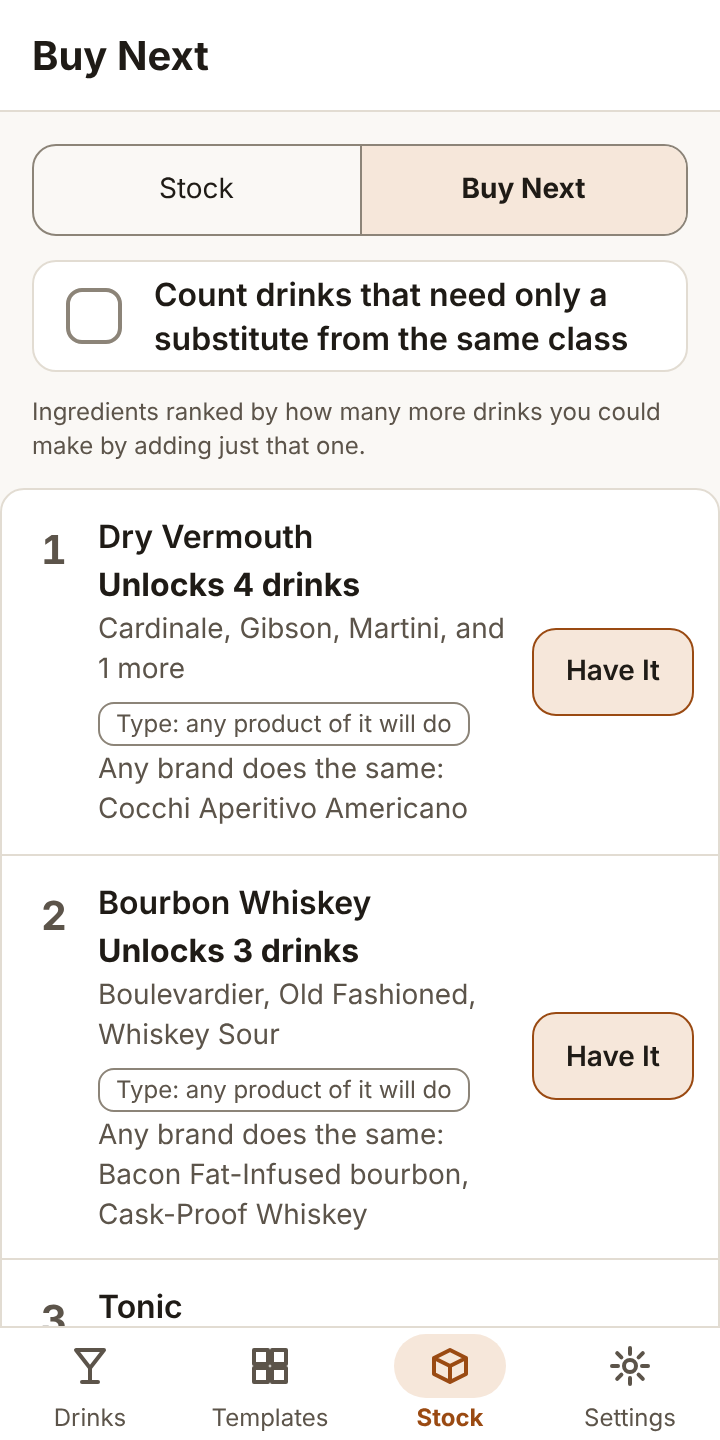 Buy Next
Stock
Buy Next
Count drinks that need only a
substitute from the same class
Ingredients ranked by how many more drinks you could
make by adding just that one.
1
Dry Vermouth
Unlocks 4 drinks
Cardinale, Gibson, Martini, and
1 more
Type: any product of it will do
Any brand does the same:
Cocchi Aperitivo Americano
Have It
2
Bourbon Whiskey
Unlocks 3 drinks
Boulevardier, Old Fashioned,
Whiskey Sour
Type: any product of it will do
Any brand does the same:
Bacon Fat-Infused bourbon,
Cask-Proof Whiskey
Have It
3
Tonic
Drinks
Templates
Stock
Settings